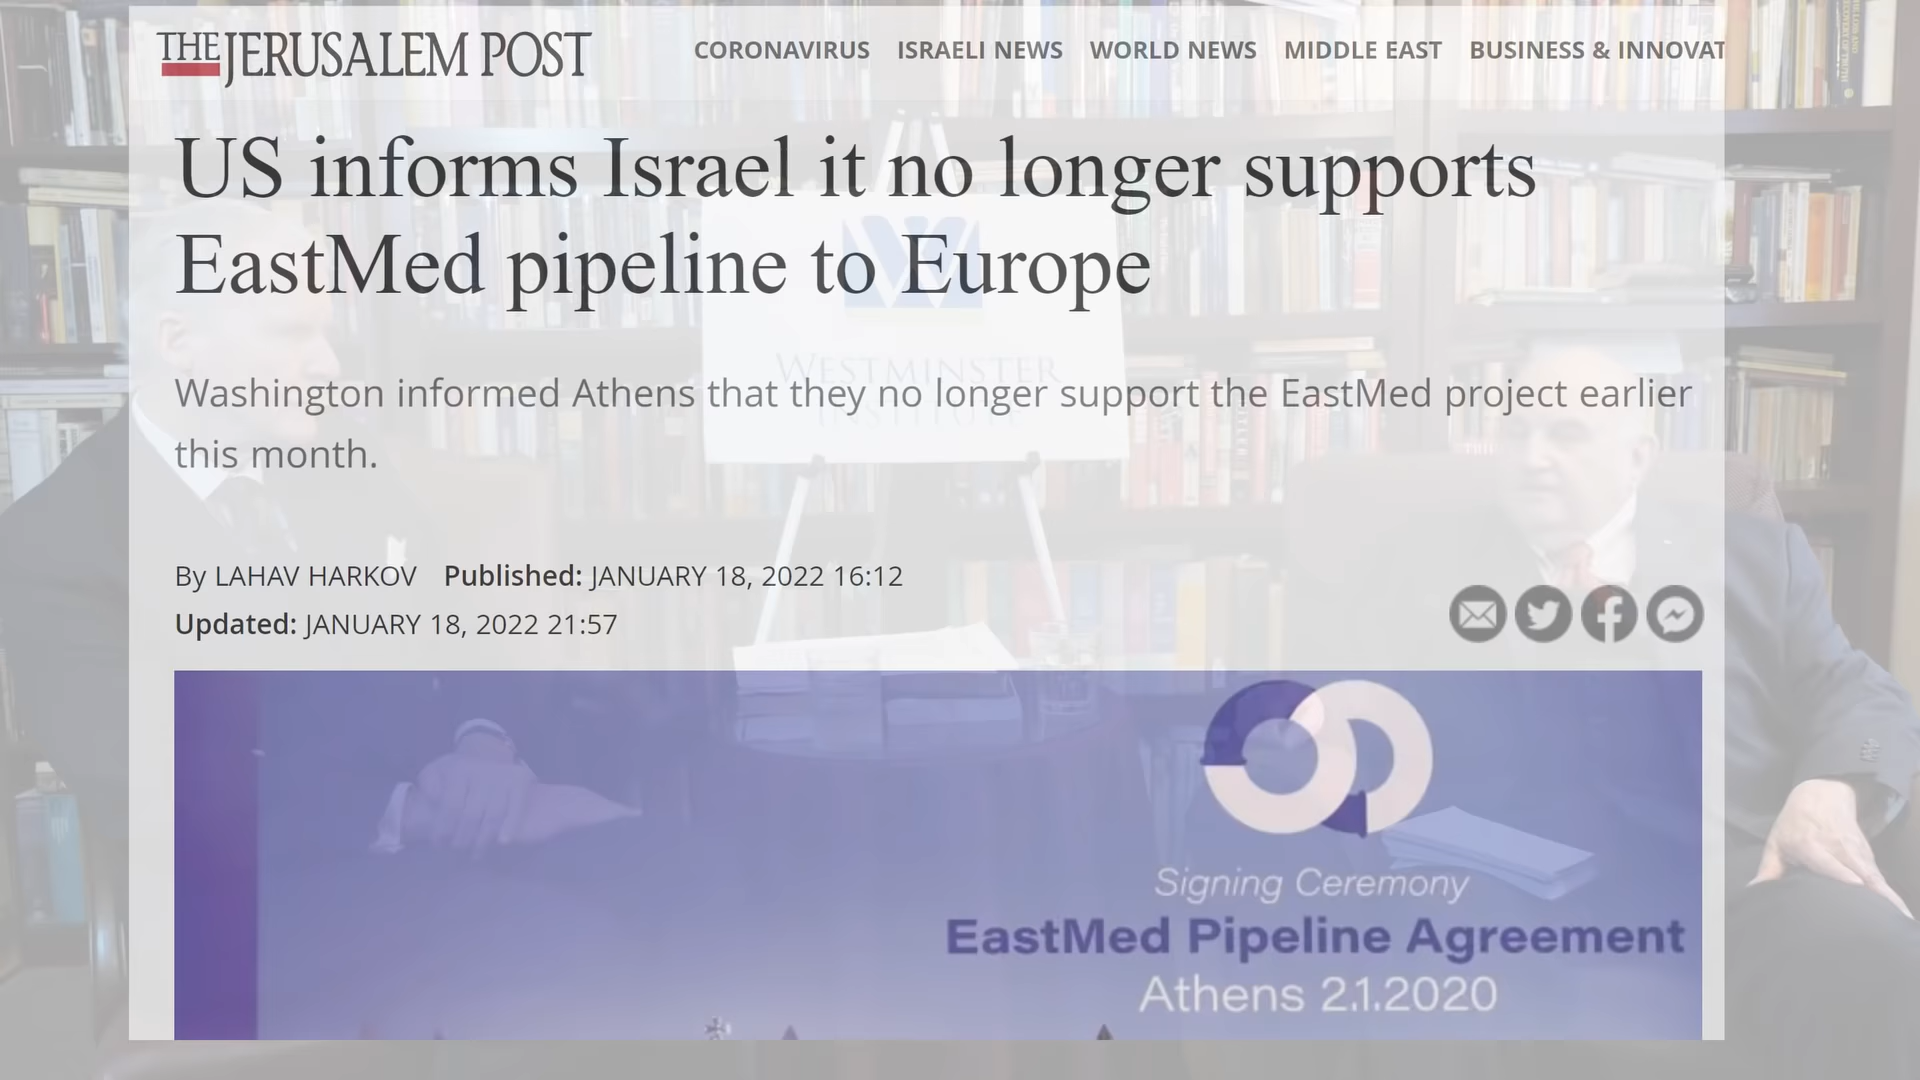 THE JERUSALEM POST
CORONAVIRUS ISRAELI NEWS WORLD NEWS MIDDLE EAST BUSINESS & INNOVAT
US informs Israel it no longer supports
EastMed pipeline to Europe
WESTMINSTER
INSTITUTE
Washington informed Athens that they no longer support the EastMed project earlier
this month.
By LAHAV HARKOV Published: JANUARY 18, 2022 16:12
Updated: JANUARY 18, 2022 21:57
Signing Ceremony
EastMed Pipeline Agreement
Athens 2.1.2020